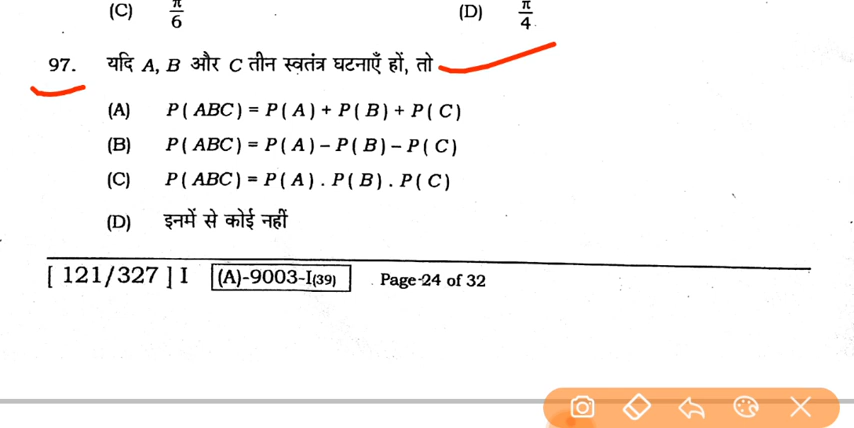 (C) π/6 (D) π/4
97. यदि A, B और C तीन स्वतंत्र घटनाएँ हों, तो
(A) P ( ABC ) = P ( A ) + P ( B ) + P ( C )
(B) P ( ABC ) = P ( A ) – P ( B ) – P ( C )
(C) P ( ABC ) = P ( A ) . P ( B ) . P ( C )
(D) इनमें से कोई नहीं
[ 121/327 ] I (A)-9003-I(39) Page-24 of 32